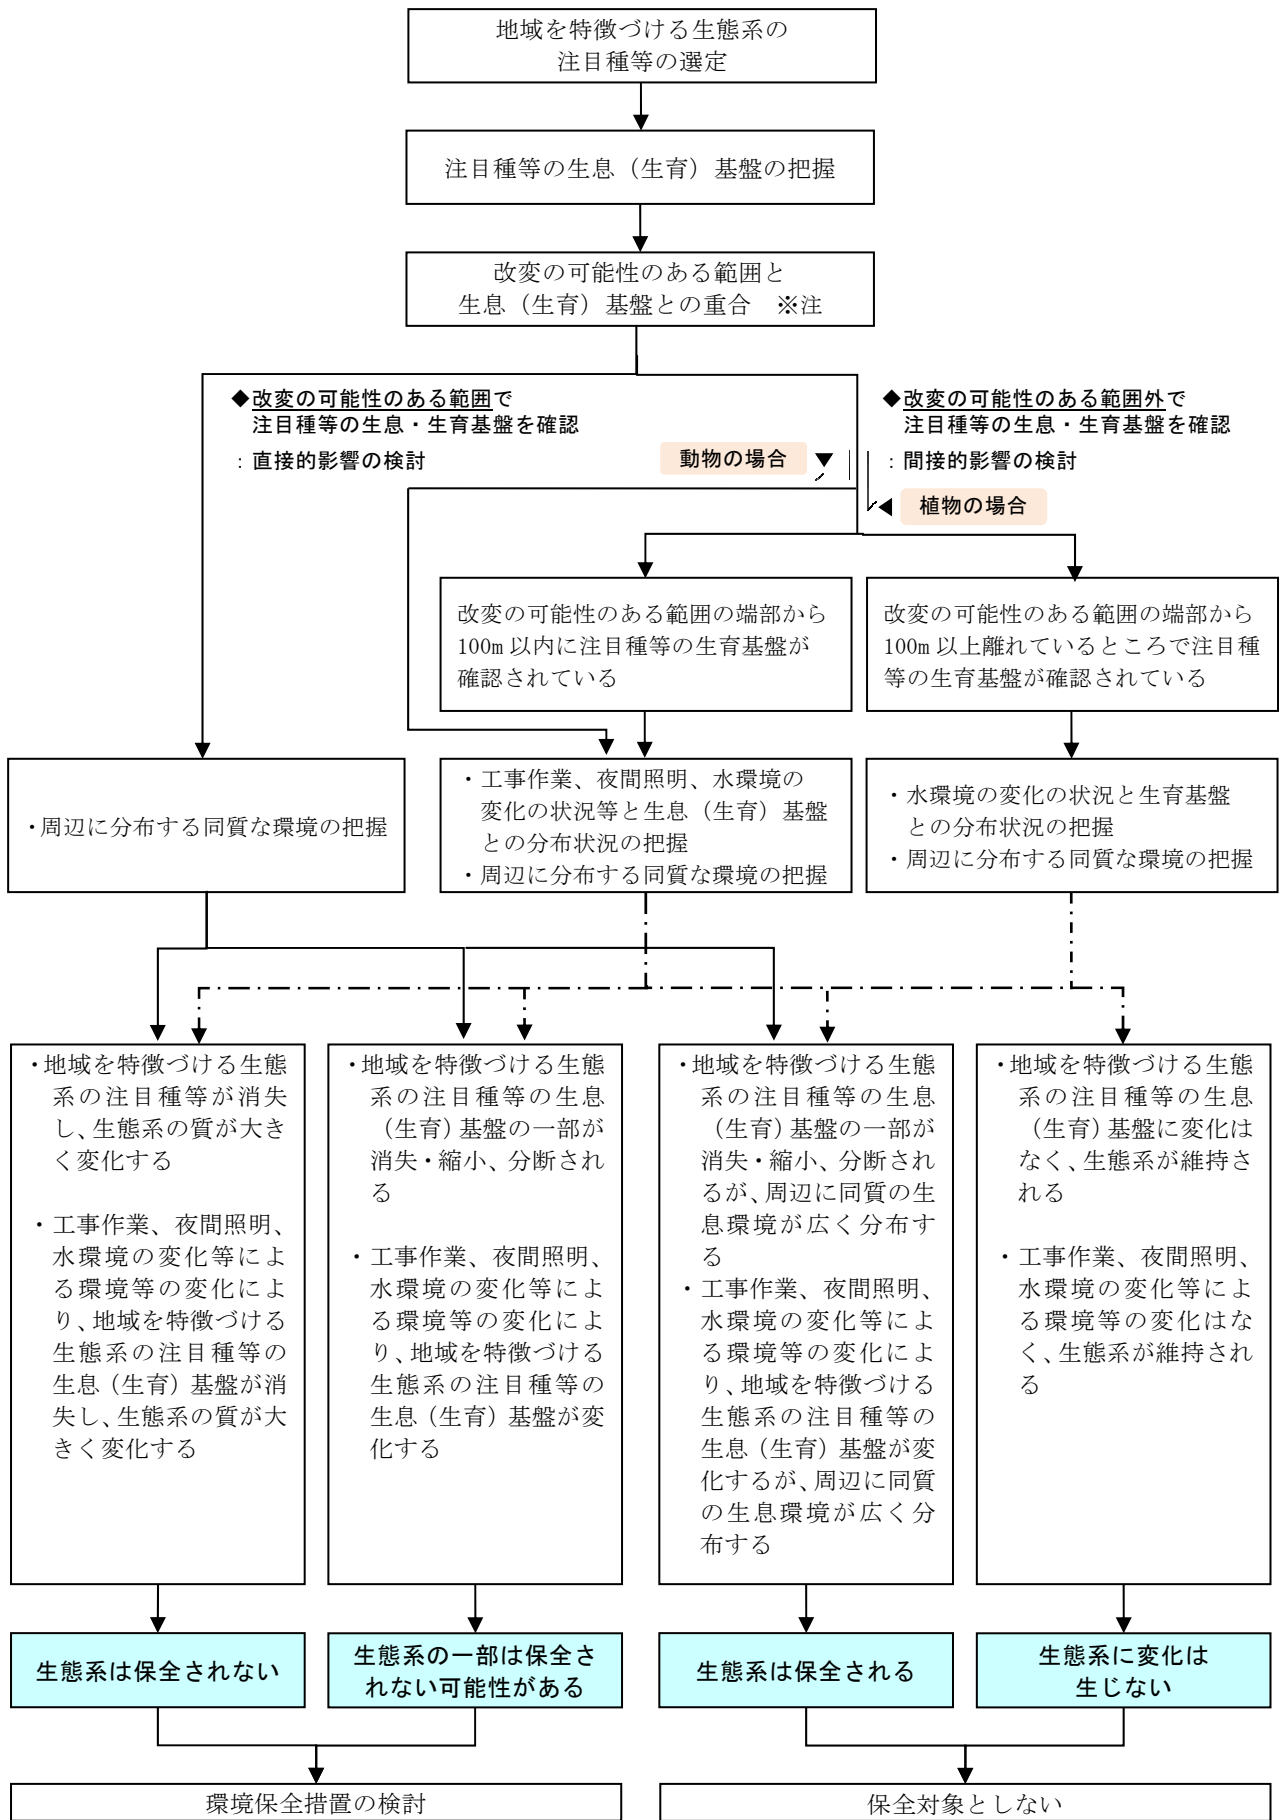 地域を特徴づける生態系の
注目種等の選定
注目種等の生息（生育）基盤の把握
改変の可能性のある範囲と
生息（生育）基盤との重合　※注
◆改変の可能性のある範囲で
注目種等の生息・生育基盤を確認
：直接的影響の検討
◆改変の可能性のある範囲外で
注目種等の生息・生育基盤を確認
：間接的影響の検討
動物の場合
植物の場合
改変の可能性のある範囲の端部から
100m 以内に注目種等の生育基盤が
確認されている
改変の可能性のある範囲の端部から
100m 以上離れているところで注目種
等の生育基盤が確認されている
・周辺に分布する同質な環境の把握
・工事作業、夜間照明、水環境の
変化の状況等と生息（生育）基盤
との分布状況の把握
・周辺に分布する同質な環境の把握
・水環境の変化の状況と生育基盤
との分布状況の把握
・周辺に分布する同質な環境の把握
・地域を特徴づける生態
系の注目種等が消失
し、生態系の質が大き
く変化する
・工事作業、夜間照明、
水環境の変化等によ
る環境等の変化によ
り、地域を特徴づける
生態系の注目種等の
生息（生育）基盤が消
失し、生態系の質が大
きく変化する
・地域を特徴づける生態
系の注目種等の生息
（生育）基盤の一部が
消失・縮小、分断され
る
・工事作業、夜間照明、
水環境の変化等によ
る環境等の変化によ
り、地域を特徴づける
生態系の注目種等の
生息（生育）基盤が変
化する
・地域を特徴づける生態
系の注目種等の生息
（生育）基盤の一部が
消失・縮小、分断され
るが、周辺に同質の生
息環境が広く分布す
る
・工事作業、夜間照明、
水環境の変化等によ
る環境等の変化によ
り、地域を特徴づける
生態系の注目種等の
生息（生育）基盤が変
化するが、周辺に同質
の生息環境が広く分
布する
・地域を特徴づける生態
系の注目種等の生息
（生育）基盤に変化は
なく、生態系が維持さ
れる
・工事作業、夜間照明、
水環境の変化等によ
る環境等の変化はな
く、生態系が維持され
る
生態系は保全されない
生態系の一部は保全さ
れない可能性がある
生態系は保全される
生態系に変化は
生じない
環境保全措置の検討
保全対象としない